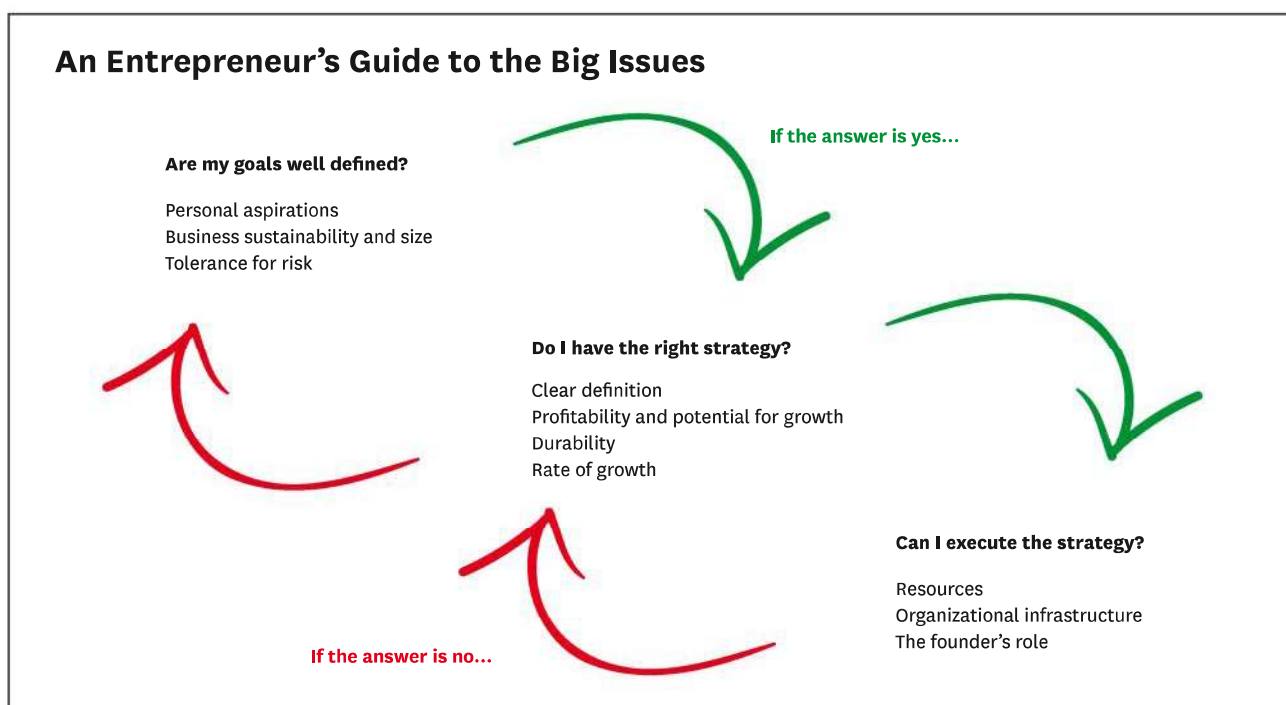 An Entrepreneur’s Guide to the Big Issues
If the answer is yes...
Are my goals well defined?
Personal aspirations
Business sustainability and size
Tolerance for risk
Do I have the right strategy?
Clear definition
Profitability and potential for growth
Durability
Rate of growth
Can I execute the strategy?
Resources
Organizational infrastructure
The founder’s role
If the answer is no...